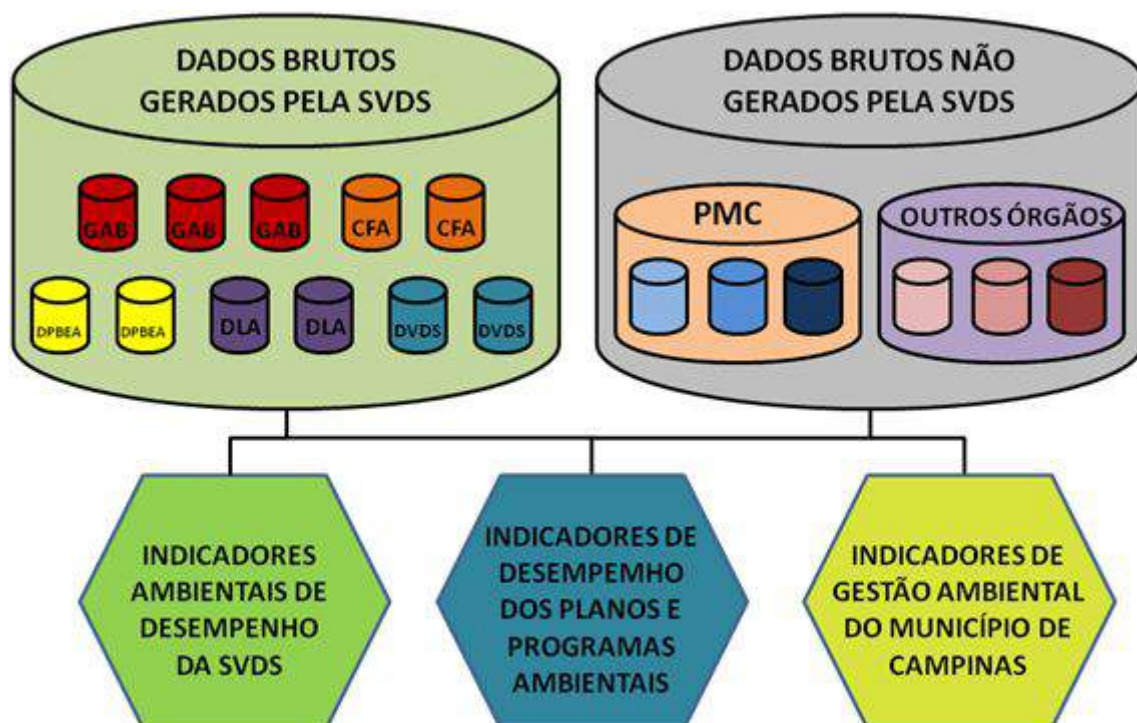 DADOS BRUTOS
GERADOS PELA SVDS
GAB
GAB
GAB
CFA
CFA
DPBEA
DPBEA
DLA
DLA
DVDS
DVDS
DADOS BRUTOS NÃO
GERADOS PELA SVDS
PMC
OUTROS ÓRGÃOS
INDICADORES
AMBIENTAIS DE
DESEMPENHO
DA SVDS
INDICADORES DE
DESEMPEMHO
DOS PLANOS E
PROGRAMAS
AMBIENTAIS
INDICADORES DE
GESTÃO AMBIENTAL
DO MUNICÍPIO DE
CAMPINAS